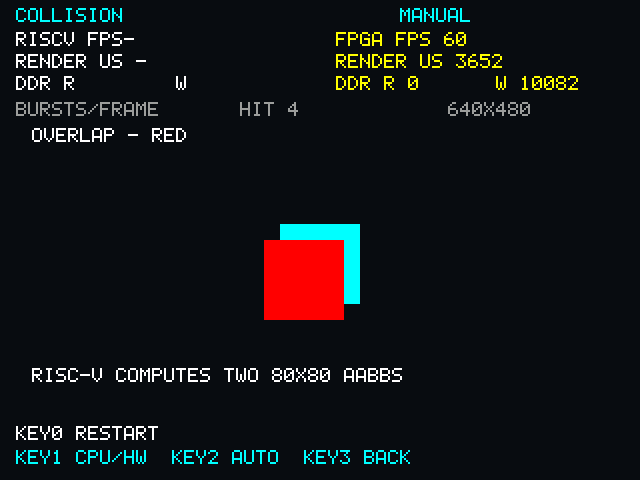 COLLISION MANUAL
RISCV FPS- FPGA FPS 60
RENDER US - RENDER US 3652
DDR R W DDR R 0 W 10082
BURSTS/FRAME HIT 4 640X480
OVERLAP - RED
RISC-V COMPUTES TWO 80X80 AABBS
KEY0 RESTART
KEY1 CPU/HW KEY2 AUTO KEY3 BACK